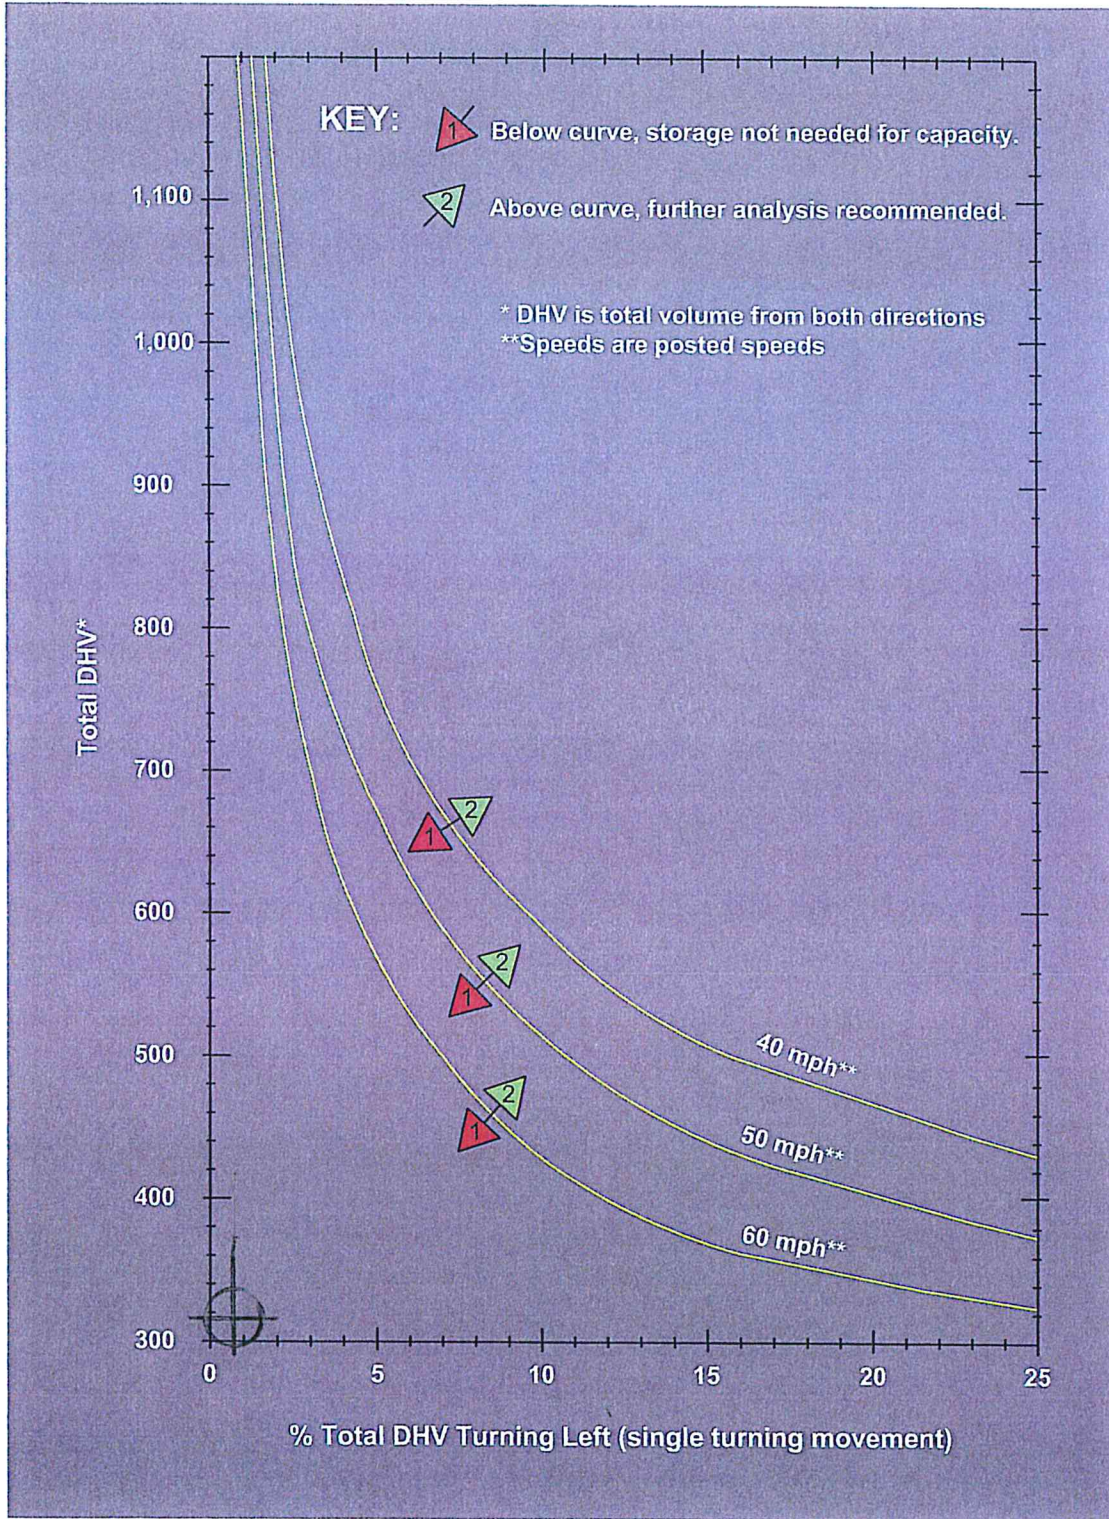 KEY:
1 Below curve, storage not needed for capacity.
2 Above curve, further analysis recommended.
* DHV is total volume from both directions
**Speeds are posted speeds
Total DHV*
1,100
1,000
900
800
700
600
500
400
300
2
1
2
1
2
1
40 mph**
50 mph**
60 mph**
0 5 10 15 20 25
% Total DHV Turning Left (single turning movement)